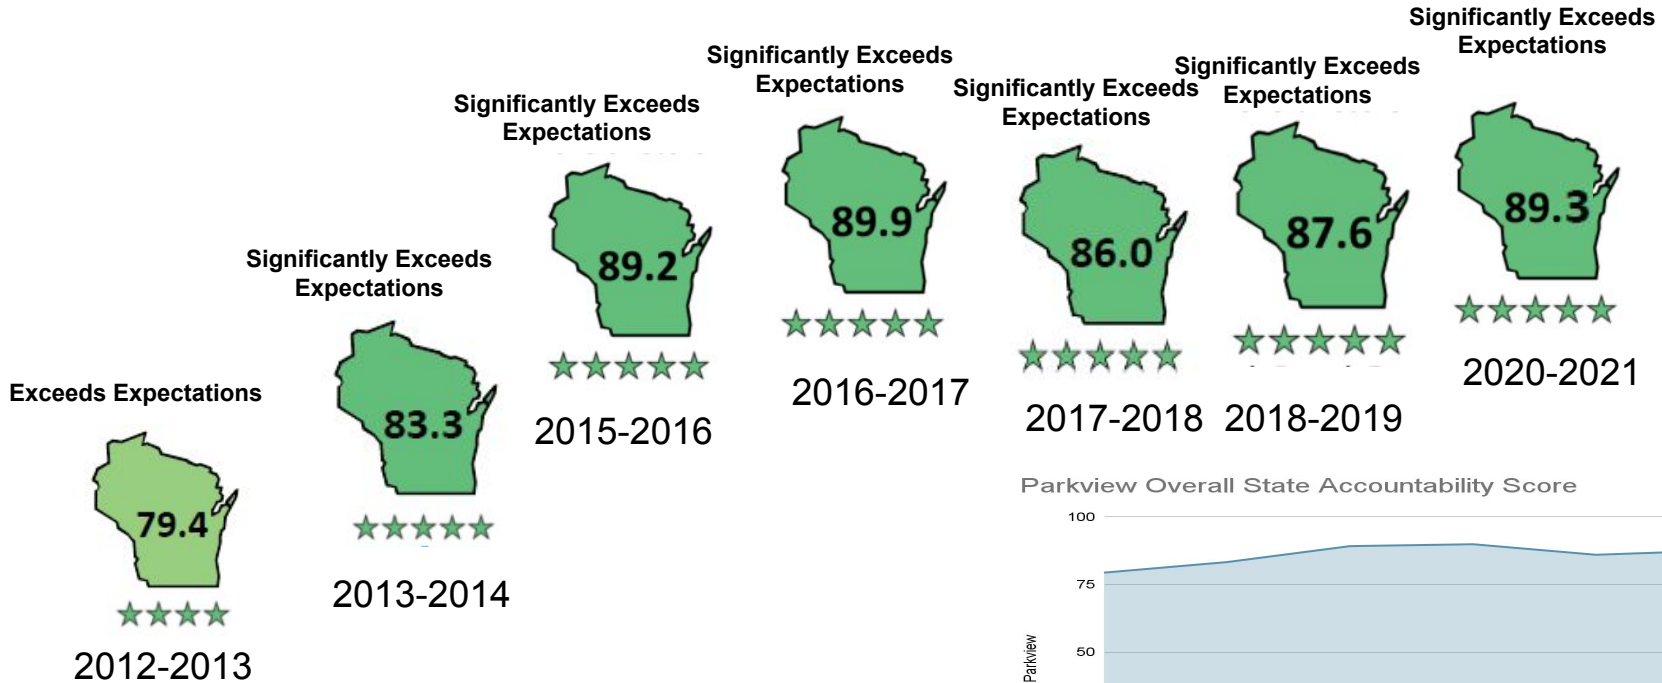 Exceeds Expectations
79.4
2012-2013
Significantly Exceeds
Expectations
83.3
2013-2014
Significantly Exceeds
Expectations
89.2
2015-2016
Significantly Exceeds
Expectations
89.9
2016-2017
Significantly Exceeds
Expectations
86.0
2017-2018
Significantly Exceeds
Expectations
87.6
2018-2019
Significantly Exceeds
Expectations
89.3
2020-2021
Parkview Overall State Accountability Score
100
75
50
Parkview